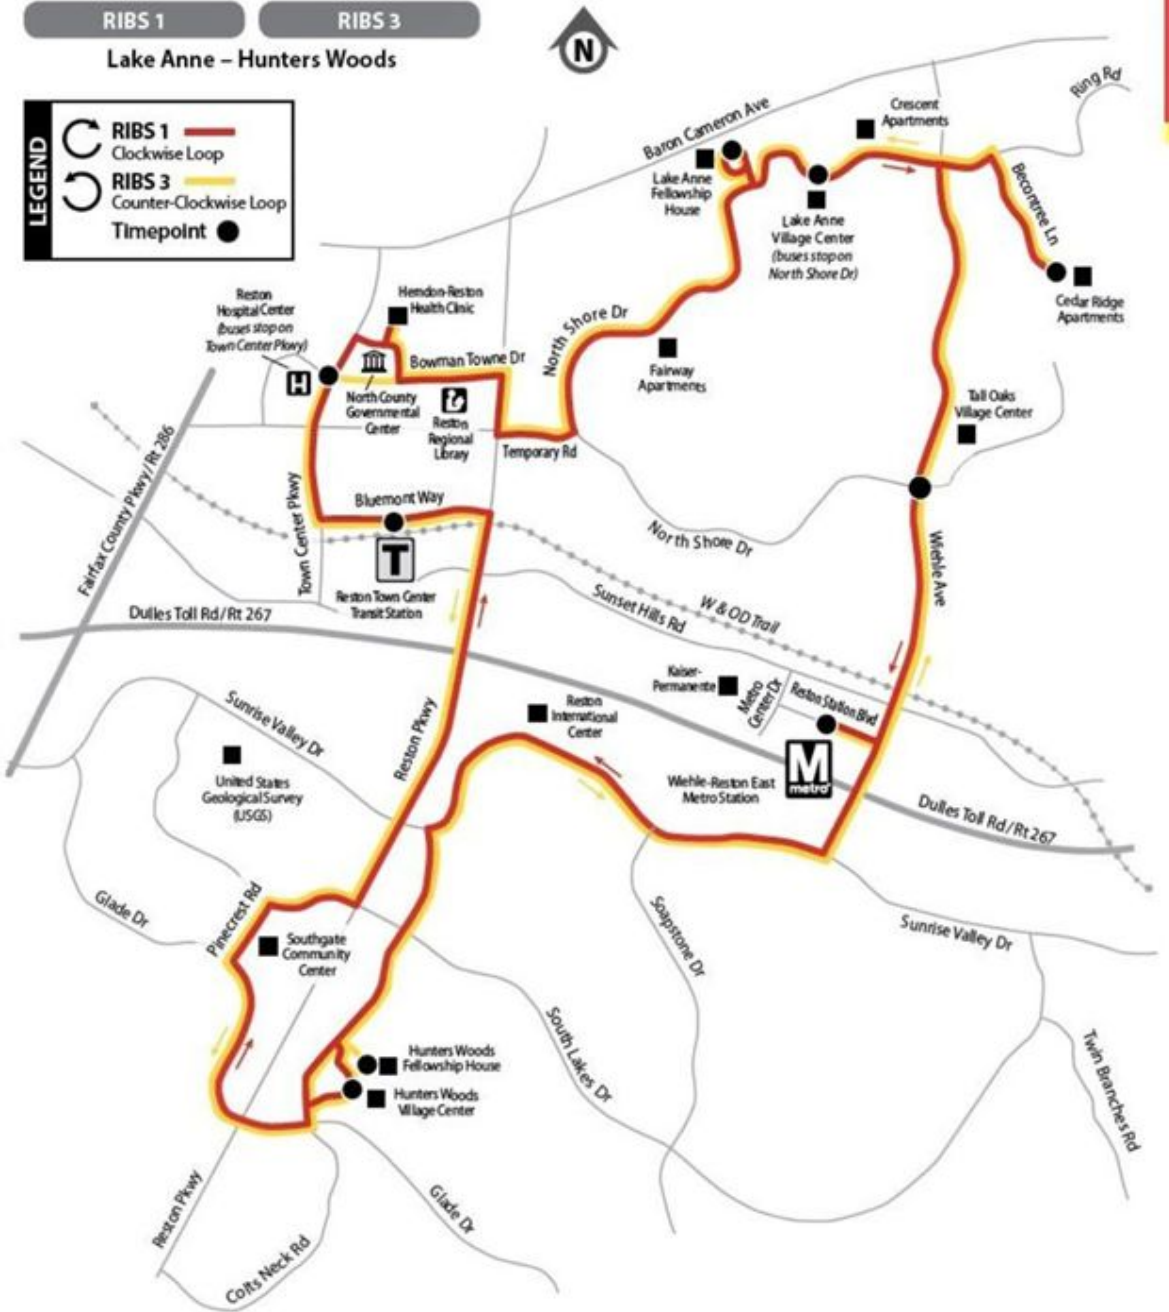 RIBS 1
RIBS 3
Lake Anne – Hunters Woods
LEGEND
RIBS 1
Clockwise Loop
RIBS 3
Counter-Clockwise Loop
Timepoint
N
Baron Cameron Ave
Crescent
Apartments
Ring Rd
Lake Anne
Fellowship
House
Lake Anne
Village Center
(buses stop on
North Shore Dr)
Becontree Ln
Cedar Ridge
Apartments
Reston
Hospital Center
(buses stop on
Town Center Pkwy)
Herndon-Reston
Health Clinic
H
North County
Governmental
Center
Bowman Towne Dr
Reston
Regional
Library
Temporary Rd
North Shore Dr
Fairway
Apartments
Tall Oaks
Village Center
Fairfax County Pkwy/Rt 286
Town Center Pkwy
Bluemont Way
T
Reston Town Center
Transit Station
North Shore Dr
Wiehle Ave
Dulles Toll Rd/Rt 267
Sunset Hills Rd
W & OD Trail
Kaiser-
Permanente
Metro
Center Dr
Reston Station Blvd
M
metro
Wiehle-Reston East
Metro Station
Reston
International
Center
Sunrise Valley Dr
Reston Pkwy
United States
Geological Survey
(USGS)
Dulles Toll Rd/Rt 267
Glade Dr
Pinecrest Rd
Southgate
Community
Center
Soapstone Dr
Sunrise Valley Dr
South Lakes Dr
Hunters Woods
Fellowship House
Hunters Woods
Village Center
Twin Branches Rd
Reston Pkwy
Glade Dr
Colts Neck Rd